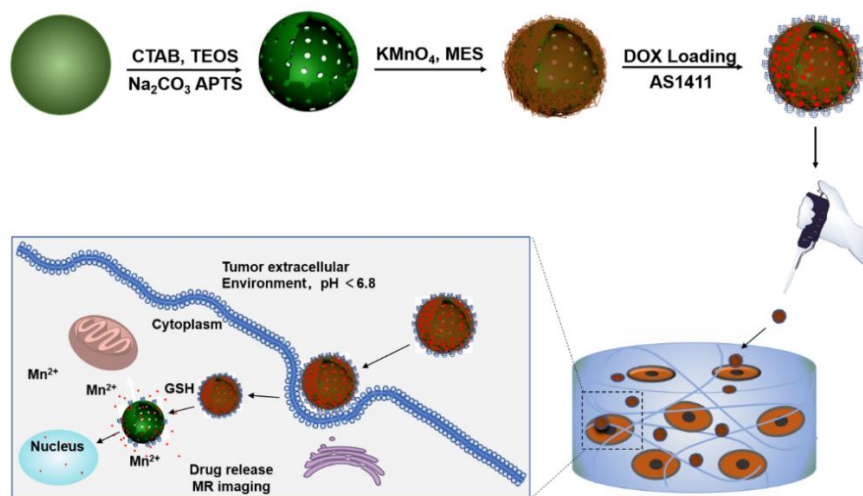 CTAB, TEOS
Na₂CO₃ APTS
KMnO₄, MES
DOX Loading
AS1411
Tumor extracellular
Environment, pH <6.8
Cytoplasm
Mn²⁺
Mn²⁺
GSH
Nucleus
Mn²⁺
Drug release
MR imaging